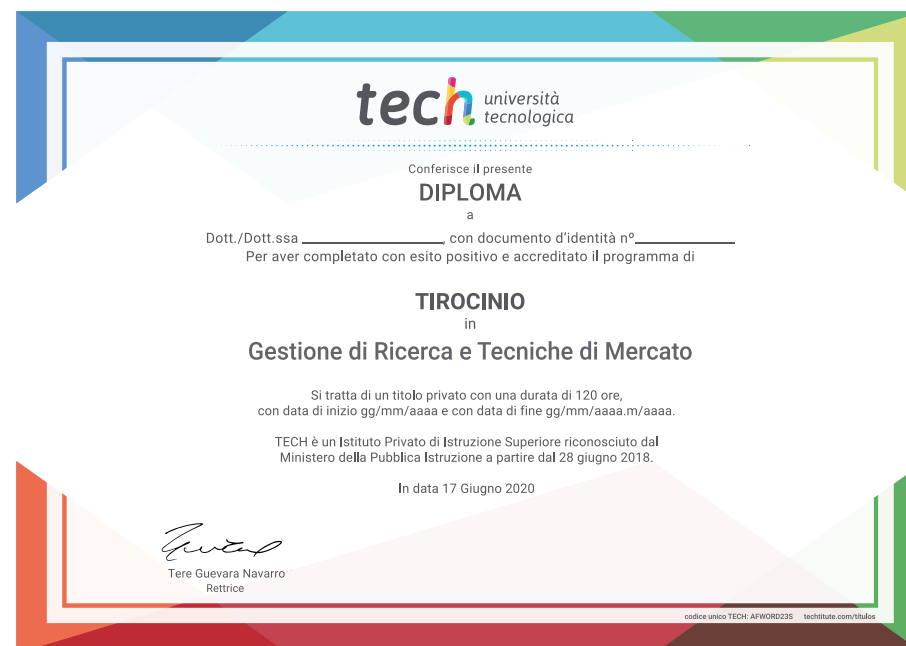 tech università
tecnologica
Conferisce il presente
DIPLOMA
a
Dott./Dott.ssa ____________________, con documento d'identità nº______________
Per aver completato con esito positivo e accreditato il programma di
TIROCINIO
in
Gestione di Ricerca e Tecniche di Mercato
Si tratta di un titolo privato con una durata di 120 ore,
con data di inizio gg/mm/aaaa e con data di fine gg/mm/aaaa.m/aaaa.
TECH è un Istituto Privato di Istruzione Superiore riconosciuto dal
Ministero della Pubblica Istruzione a partire dal 28 giugno 2018.
In data 17 Giugno 2020
Tere Guevara Navarro
Rettrice
codice unico TECH: AFWORD23S techtitute.com/titulos